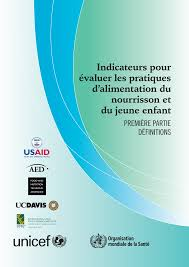 Indicateurs pour
évaluer les pratiques
d'alimentation du
nourrisson et
du jeune enfant
PREMIÈRE PARTIE
DÉFINITIONS
USAID
AED
UCDAVIS
unicef
Organisation
mondiale de la Santé